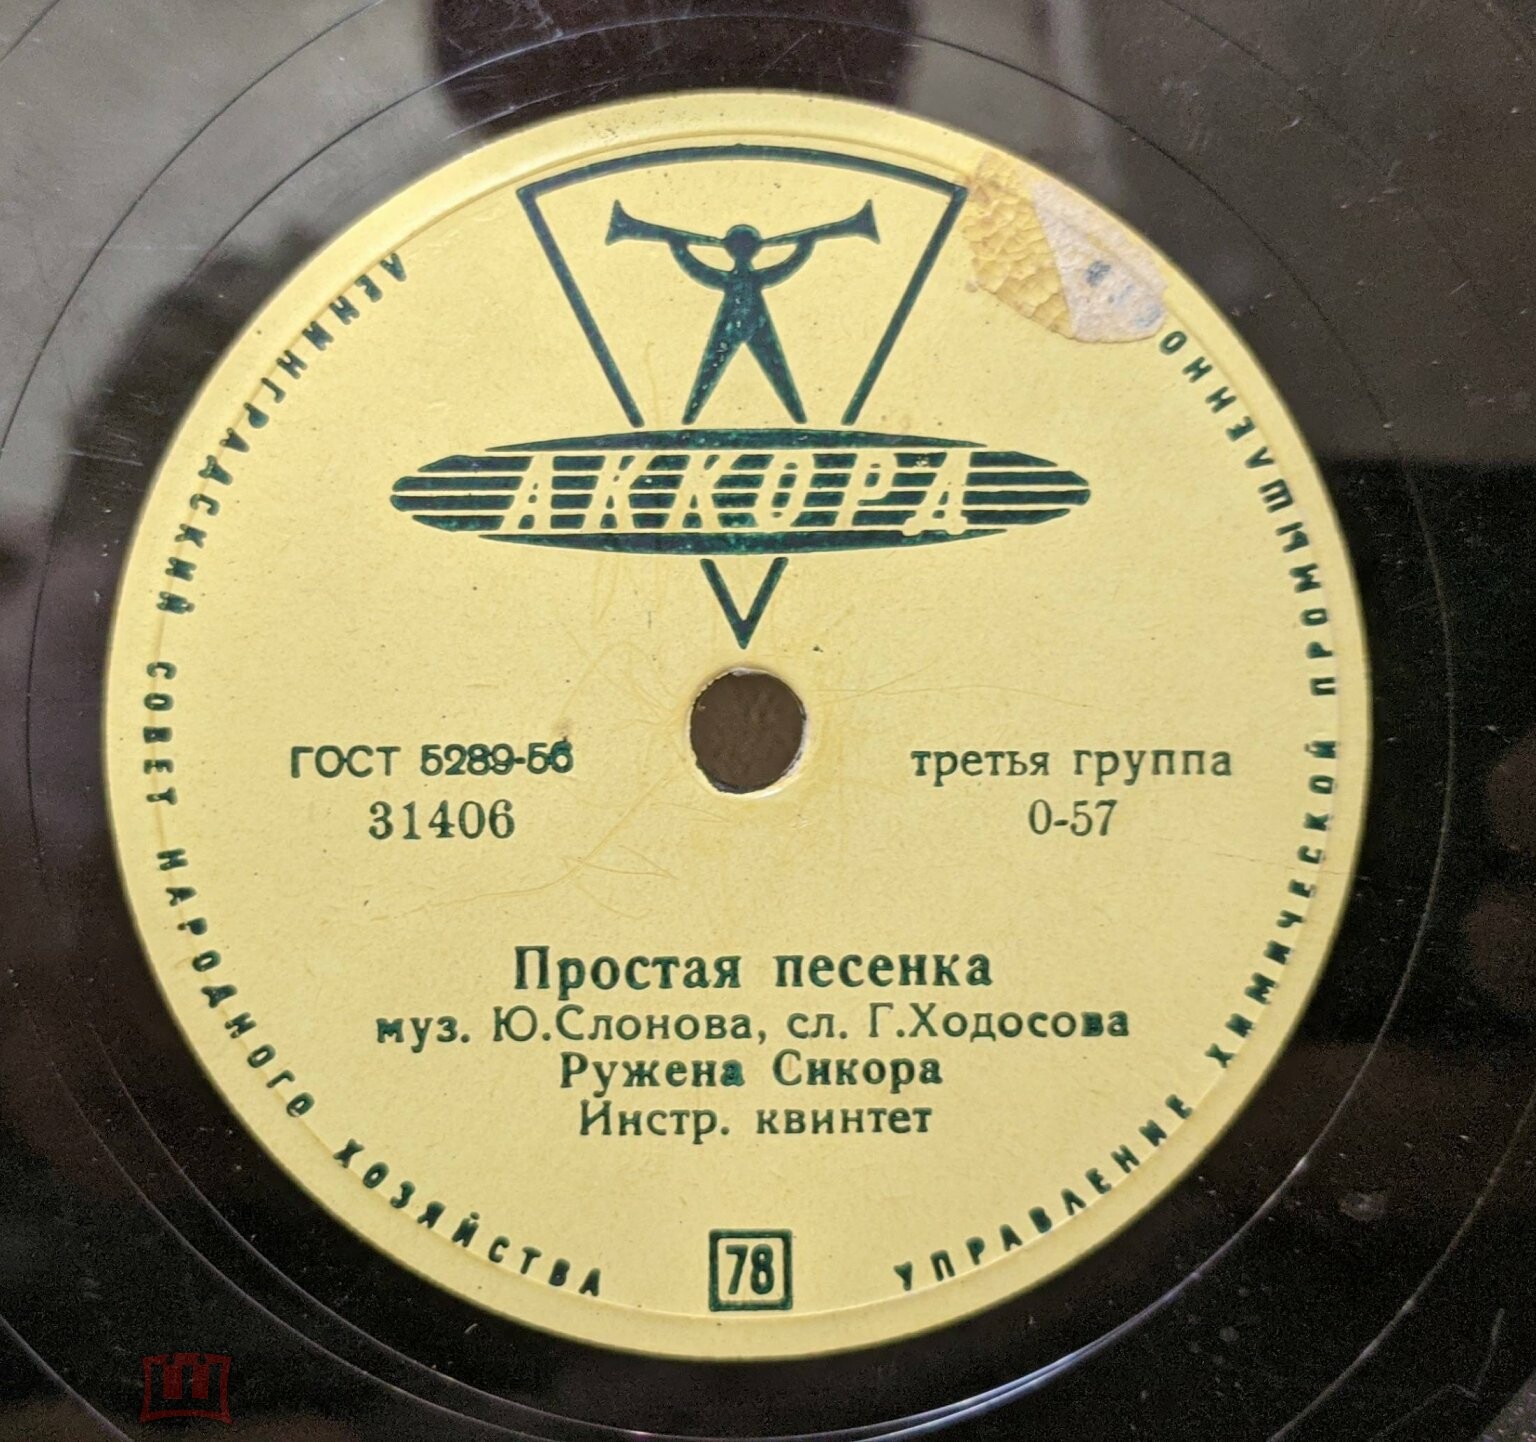 АККОРД
ЛЕНИНГРАДСКИЙ СОВЕТ НАРОДНОГО ХОЗЯЙСТВА
УПРАВЛЕНИЕ ХИМИЧЕСКОЙ ПРОМЫШЛЕННО
ГОСТ 5289-56
31406
третья группа
0-57
Простая песенка
муз. Ю.Слонова, сл. Г.Ходосова
Ружена Сикора
Инстр. квинтет
78